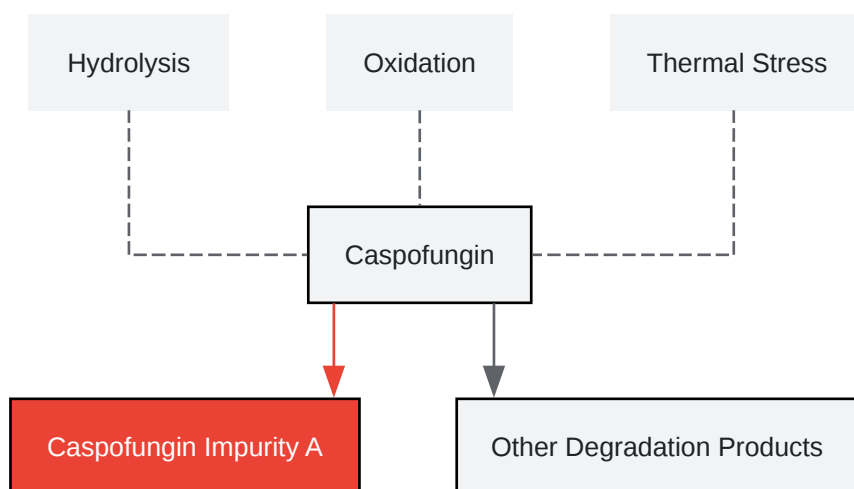 Hydrolysis
Oxidation
Thermal Stress
Caspofungin
Caspofungin Impurity A
Other Degradation Products